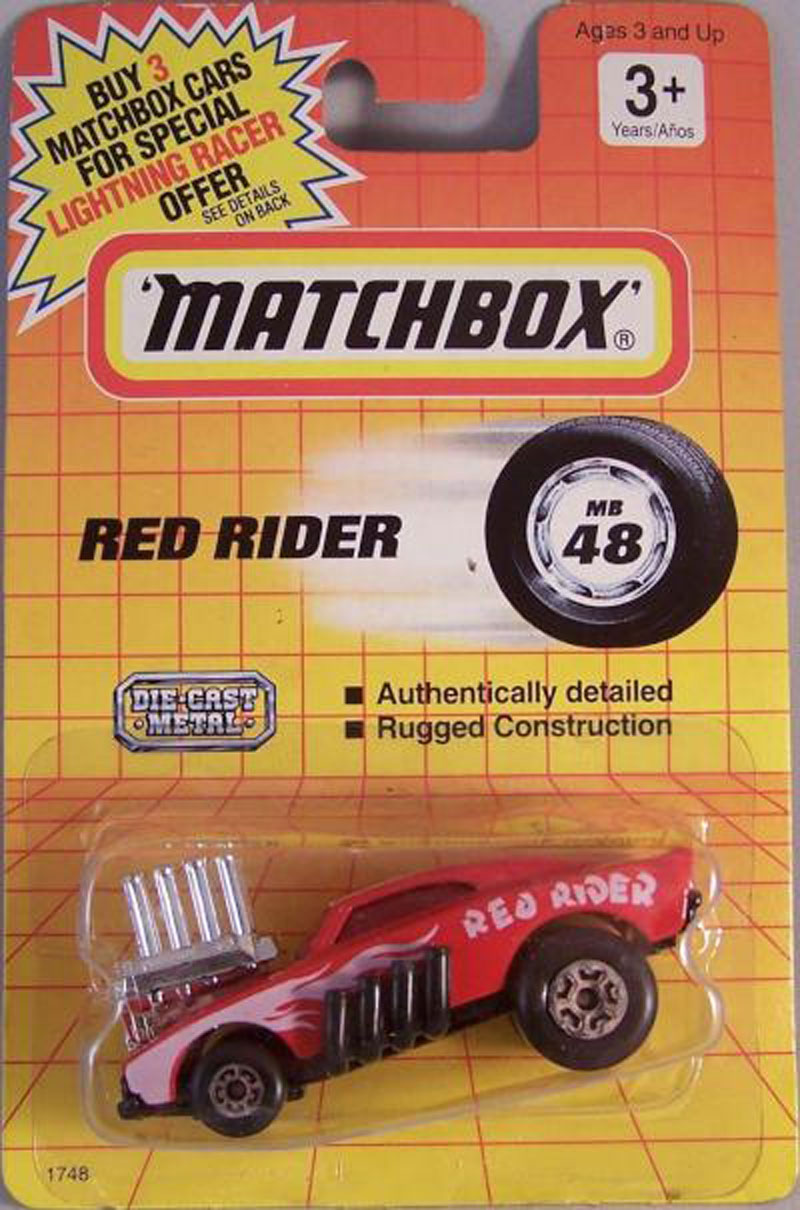 BUY 3
MATCHBOX CARS
FOR SPECIAL
LIGHTNING RACER
OFFER
SEE DETAILS
ON BACK
Ages 3 and Up
3+
Years/Años
'MATCHBOX'®
RED RIDER
MB
48
DIE-CAST
METAL
■ Authentically detailed
■ Rugged Construction
RED RIDER
1748